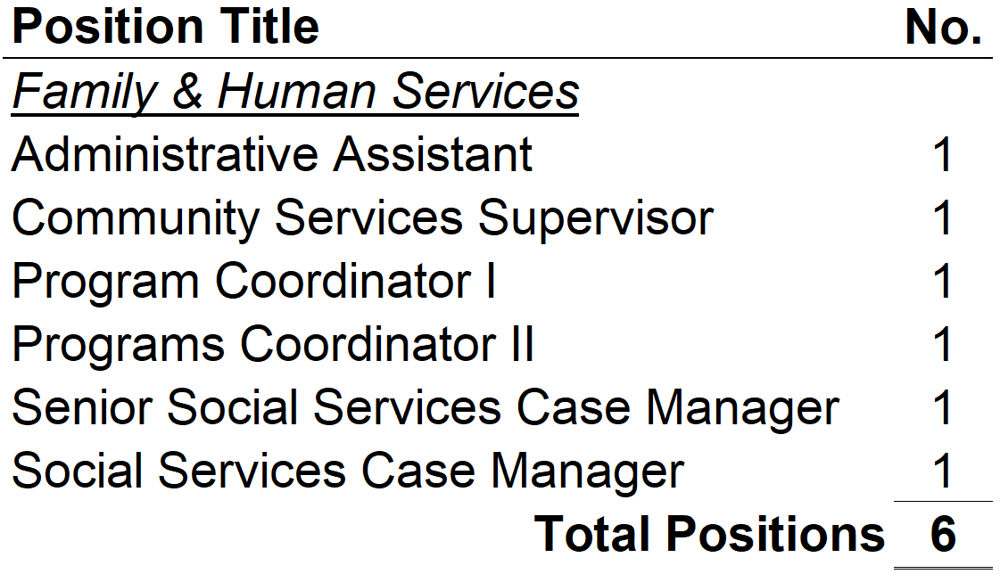 Position Title No.
Family & Human Services
Administrative Assistant 1
Community Services Supervisor 1
Program Coordinator I 1
Programs Coordinator II 1
Senior Social Services Case Manager 1
Social Services Case Manager 1
Total Positions 6